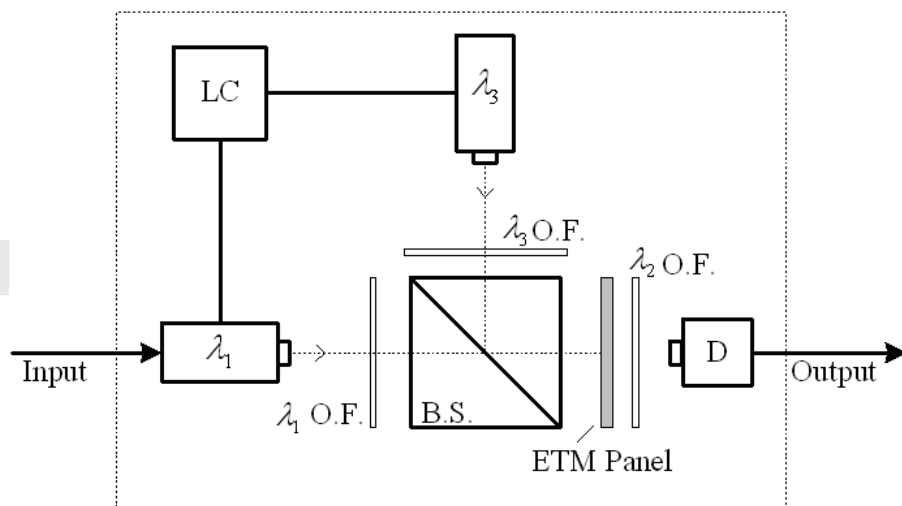 LC
λ3
λ3 O.F.
λ2 O.F.
λ1
D
Input
Output
λ1 O.F.
B.S.
ETM Panel